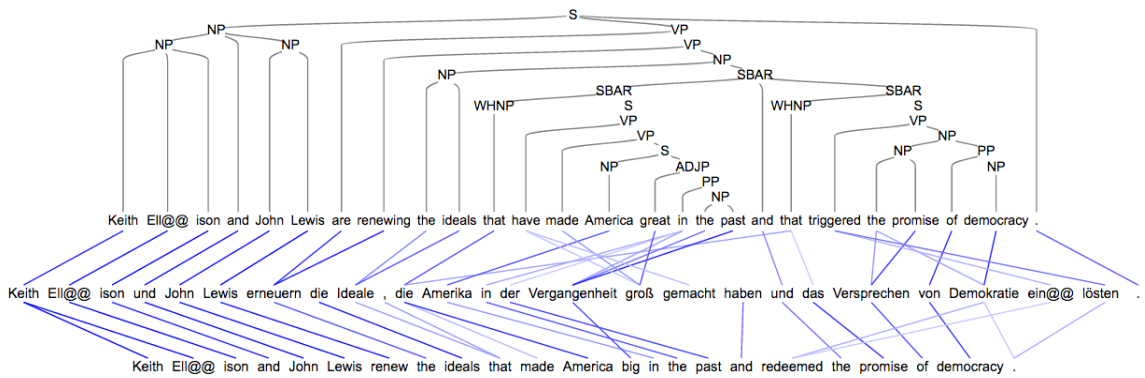 S
NP VP
NP NP VP
NP NP
SBAR
SBAR SBAR
WHNP S WHNP S
VP VP
VP NP
S NP PP
NP ADJP NP
PP
NP
Keith Ell@@ ison and John Lewis are renewing the ideals that have made America great in the past and that triggered the promise of democracy .
Keith Ell@@ ison und John Lewis erneuern die Ideale , die Amerika in der Vergangenheit groß gemacht haben und das Versprechen von Demokratie ein@@ lösten .
Keith Ell@@ ison and John Lewis renew the ideals that made America big in the past and redeemed the promise of democracy .